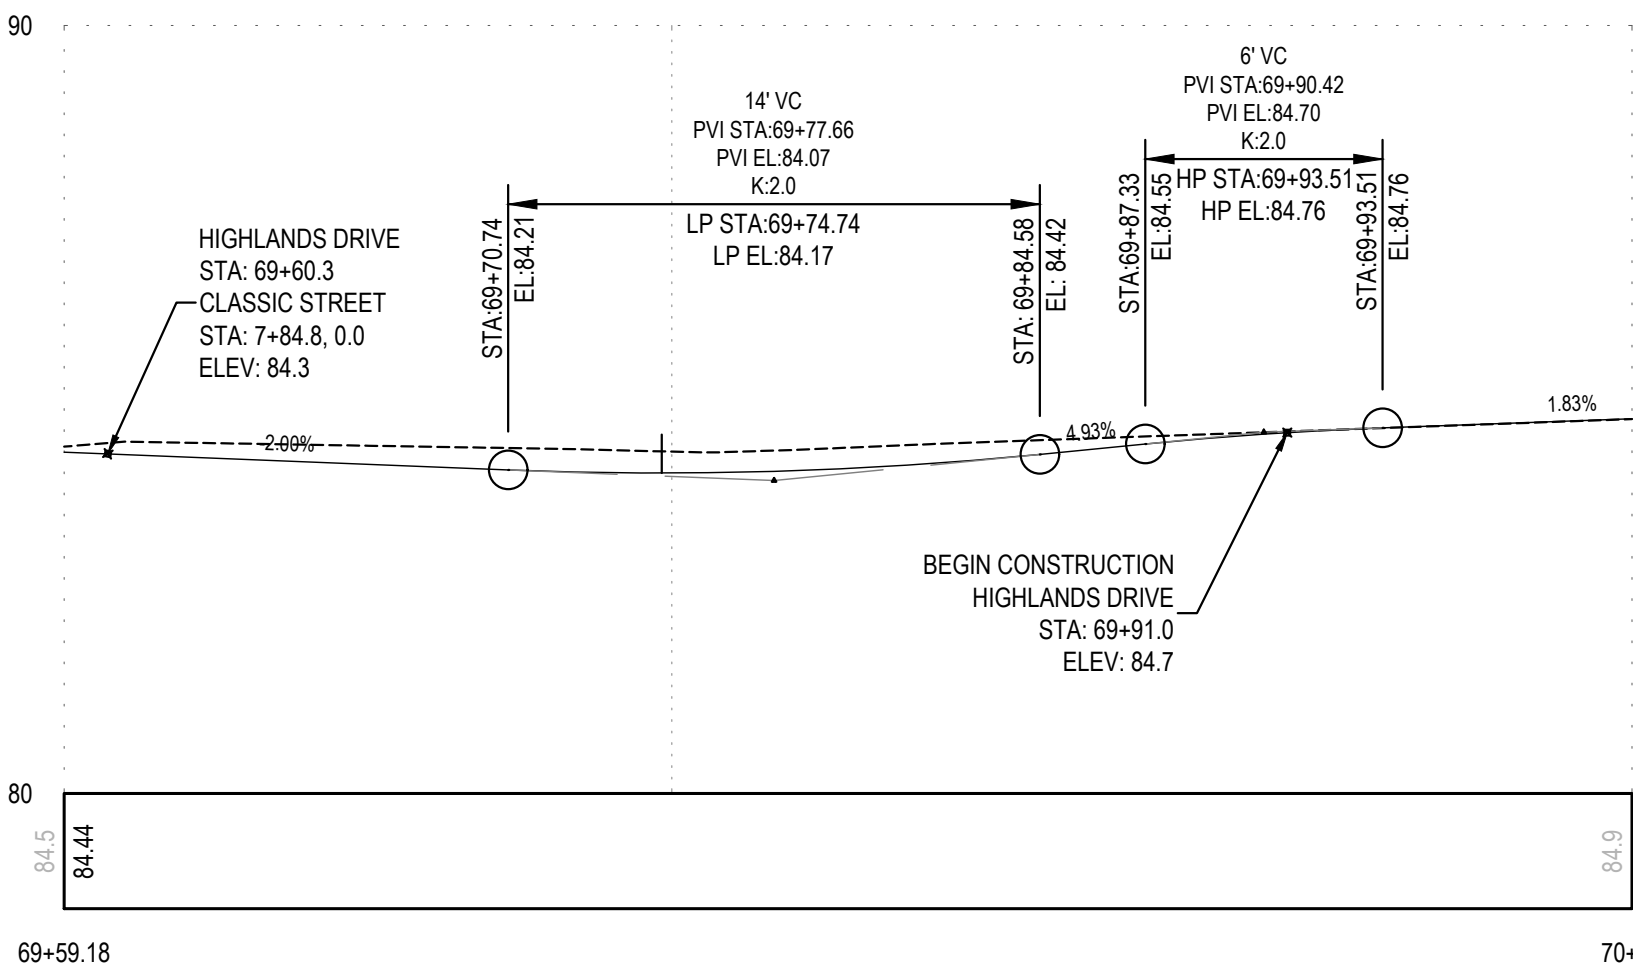 90
6' VC
PVI STA:69+90.42
PVI EL:84.70
K:2.0
HP STA:69+93.51
HP EL:84.76
14' VC
PVI STA:69+77.66
PVI EL:84.07
K:2.0
LP STA:69+74.74
LP EL:84.17
STA:69+70.74
EL:84.21
STA: 69+84.58
EL: 84.42
STA:69+87.33
EL:84.55
STA:69+93.51
EL:84.76
HIGHLANDS DRIVE
STA: 69+60.3
CLASSIC STREET
STA: 7+84.8, 0.0
ELEV: 84.3
-2.00%
4.93%
1.83%
BEGIN CONSTRUCTION
HIGHLANDS DRIVE
STA: 69+91.0
ELEV: 84.7
80
84.5
84.44
84.9
69+59.18
70+